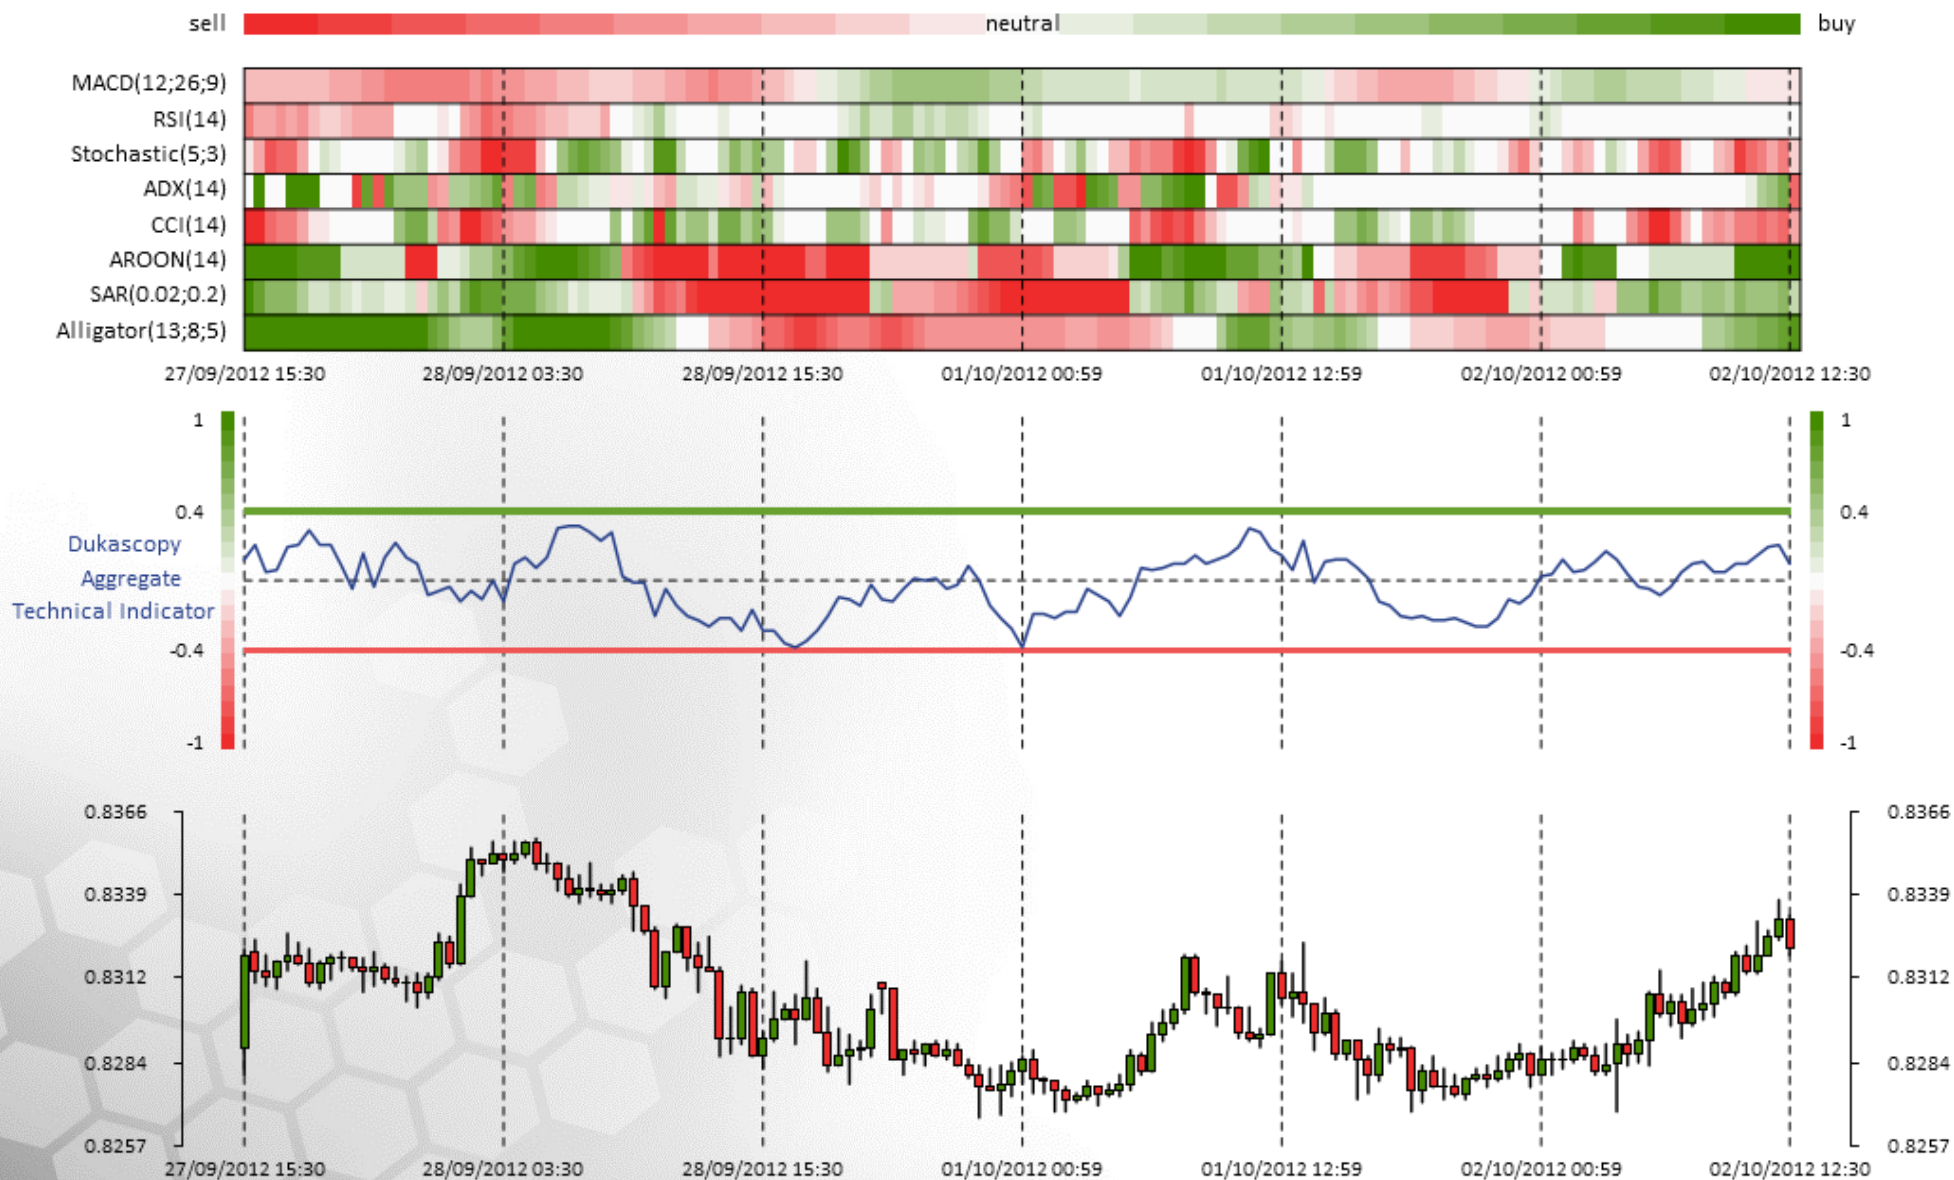 sell neutral buy
MACD(12;26;9)
RSI(14)
Stochastic(5;3)
ADX(14)
CCI(14)
AROON(14)
SAR(0.02;0.2)
Alligator(13;8;5)
27/09/2012 15:30 28/09/2012 03:30 28/09/2012 15:30 01/10/2012 00:59 01/10/2012 12:59 02/10/2012 00:59 02/10/2012 12:30
1 1
0.4 0.4
Dukascopy
Aggregate
Technical Indicator
-0.4 -0.4
-1 -1
0.8366 0.8366
0.8339 0.8339
0.8312 0.8312
0.8284 0.8284
0.8257 0.8257
27/09/2012 15:30 28/09/2012 03:30 28/09/2012 15:30 01/10/2012 00:59 01/10/2012 12:59 02/10/2012 00:59 02/10/2012 12:30